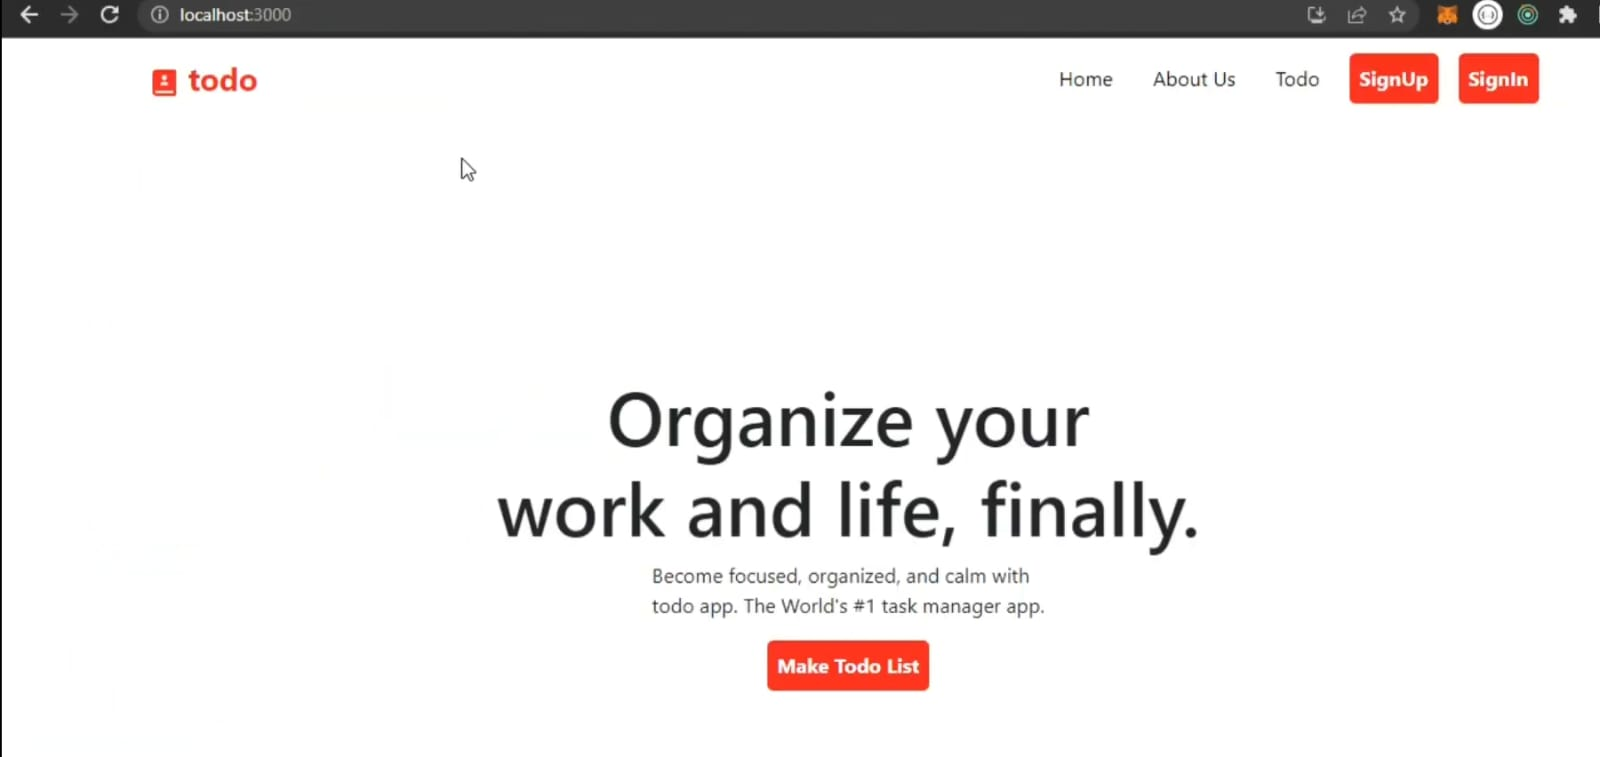 localhost:3000
todo
Home About Us Todo SignUp SignIn
Organize your
work and life, finally.
Become focused, organized, and calm with
todo app. The World's #1 task manager app.
Make Todo List